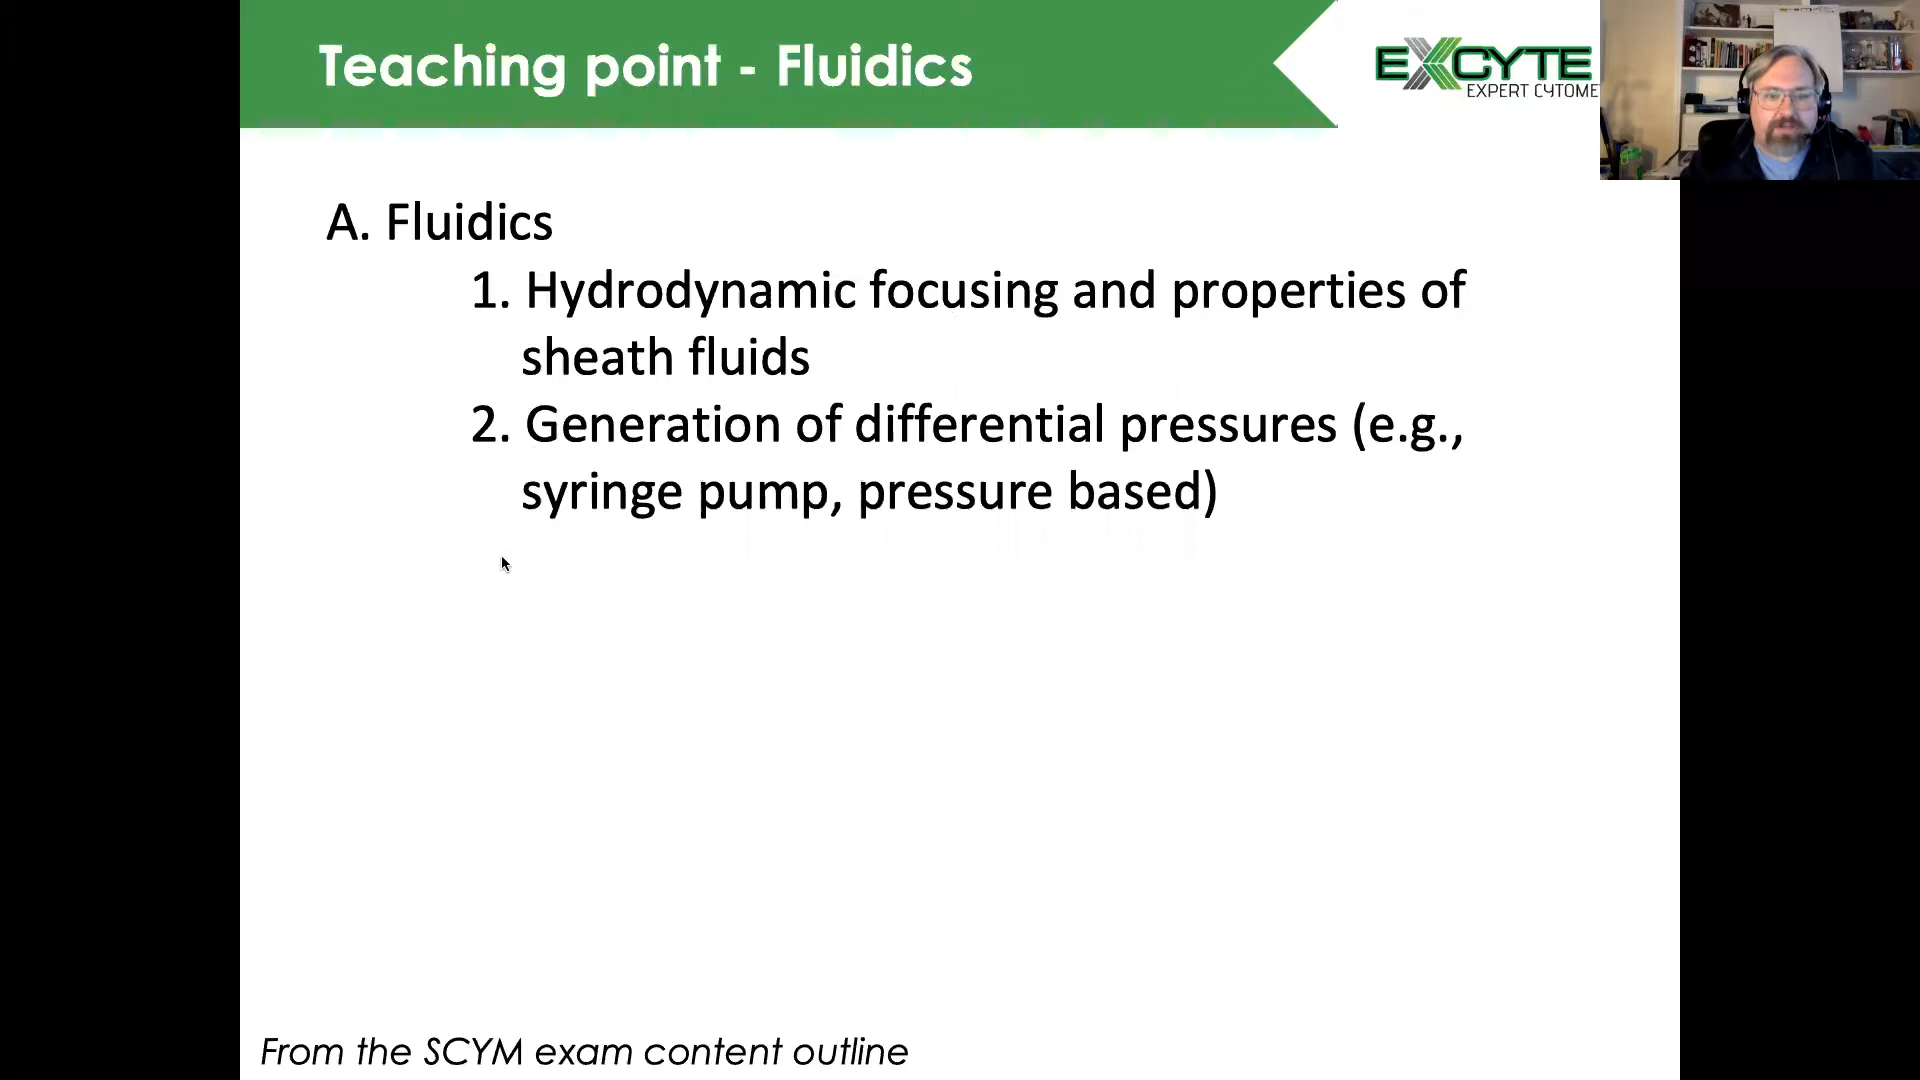 Teaching point - Fluidics
EXCYTE
EXPERT CYTOME
A. Fluidics
1. Hydrodynamic focusing and properties of
sheath fluids
2. Generation of differential pressures (e.g.,
syringe pump, pressure based)
From the SCYM exam content outline